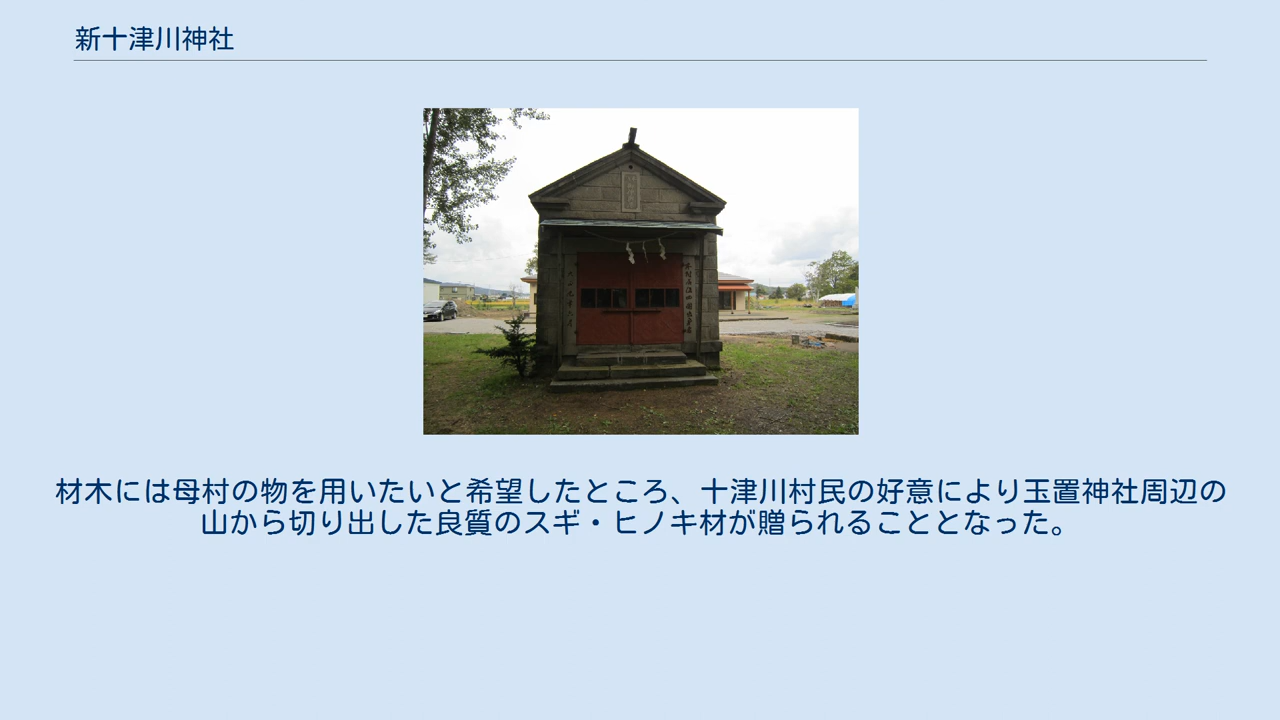 新十津川神社
材木には母村の物を用いたいと希望したところ、十津川村民の好意により玉置神社周辺の
山から切り出した良質のスギ・ヒノキ材が贈られることとなった。